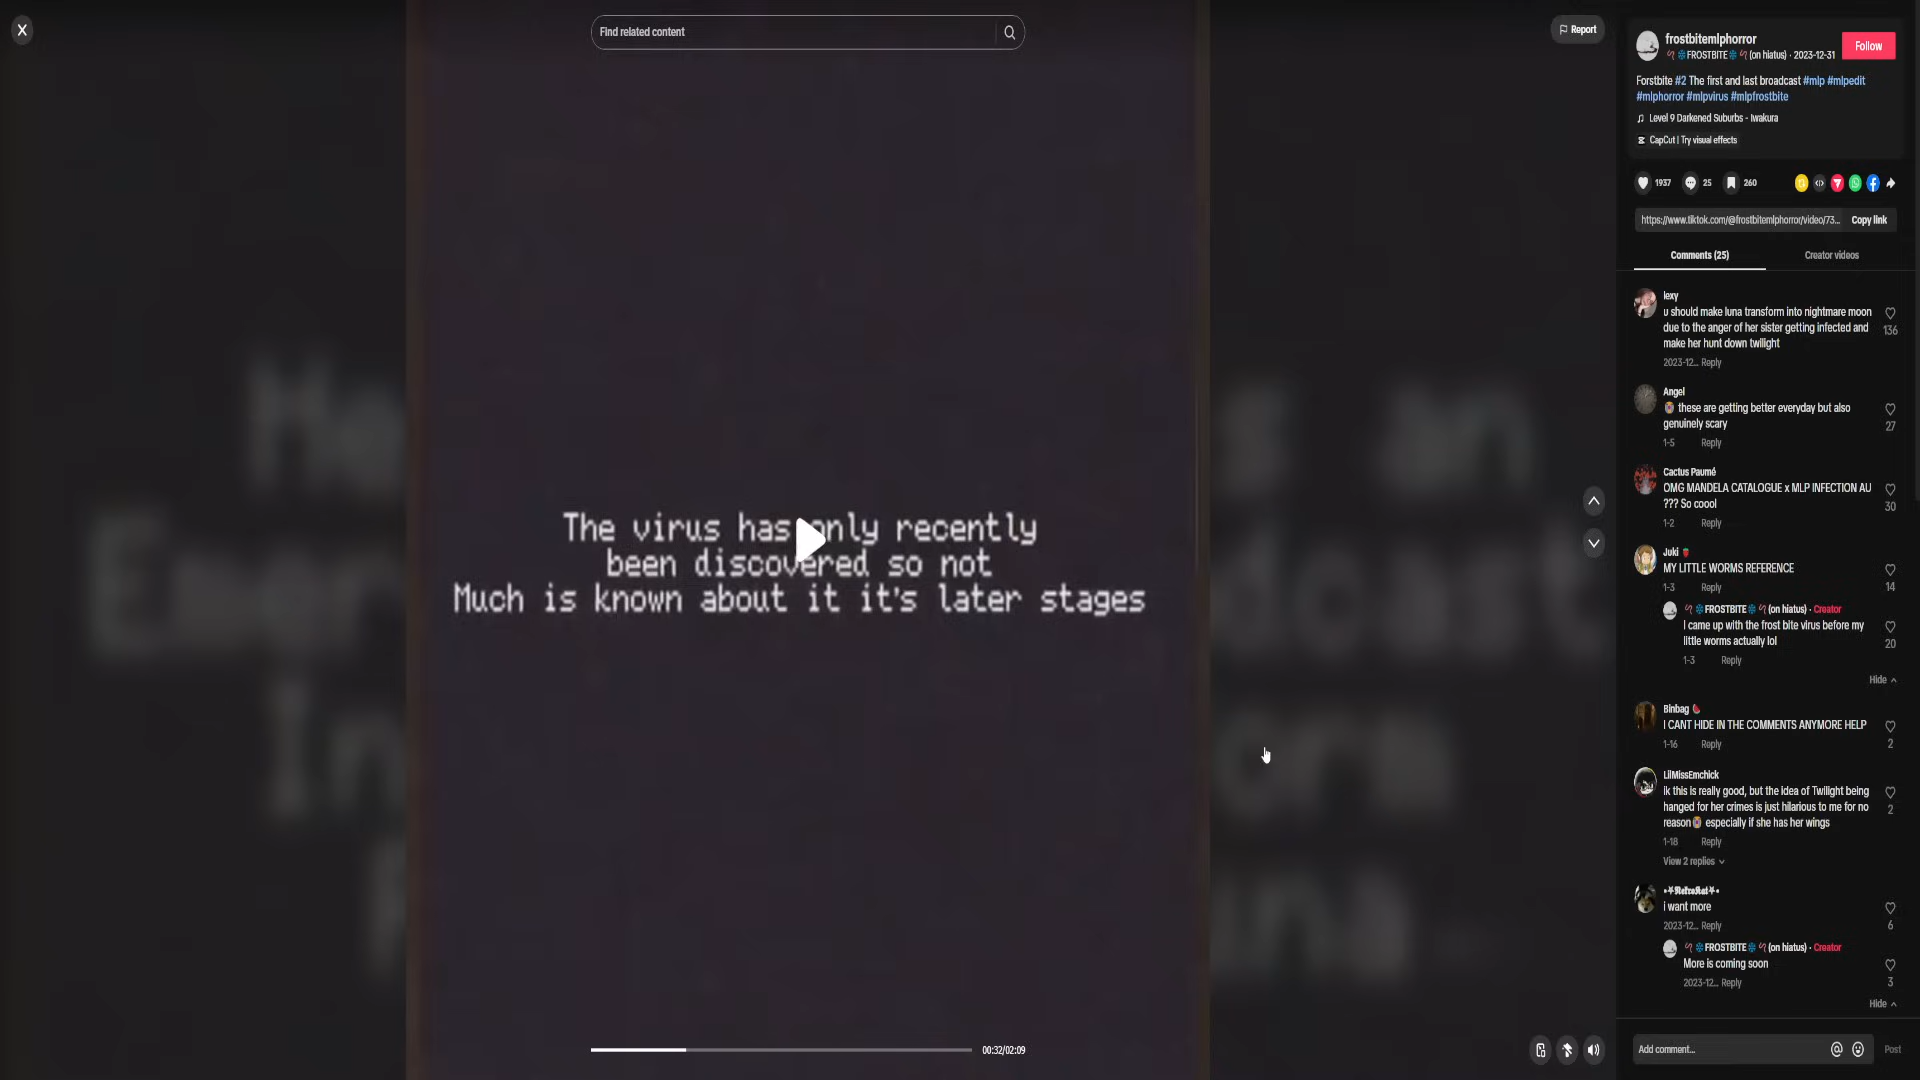 Find related content
Report
The virus has only recently
been discovered so not
Much is known about it it's later stages
00:32/02:09
frostbitemlphorror
FROSTBITE (on hiatus) · 2023-12-31
Follow
Forstbite #2 The first and last broadcast #mlp #mlpedit
#mlphorror #mlpvirus #mlpfrostbite
Level 9 Darkened Suburbs - Iwakura
CapCut | Try visual effects
1937
25
260
https://www.tiktok.com/@frostbitemlphorror/video/73...
Copy link
Comments (25)
Creator videos
lexy
u should make luna transform into nightmare moon
due to the anger of her sister getting infected and
make her hunt down twilight
136
2023-12... Reply
Angel
these are getting better everyday but also
genuinely scary
27
1-5 Reply
Cactus Paumé
OMG MANDELA CATALOGUE x MLP INFECTION AU
??? So coool
30
1-2 Reply
Juki
MY LITTLE WORMS REFERENCE
14
1-3 Reply
FROSTBITE (on hiatus) · Creator
I came up with the frost bite virus before my
little worms actually lol
20
1-3 Reply
Hide
Binbag
I CANT HIDE IN THE COMMENTS ANYMORE HELP
2
1-16 Reply
LilMissEmchick
ik this is really good, but the idea of Twilight being
hanged for her crimes is just hilarious to me for no
reason especially if she has her wings
2
1-18 Reply
View 2 replies
i want more
6
2023-12... Reply
FROSTBITE (on hiatus) · Creator
More is coming soon
3
2023-12... Reply
Hide
Add comment...
Post